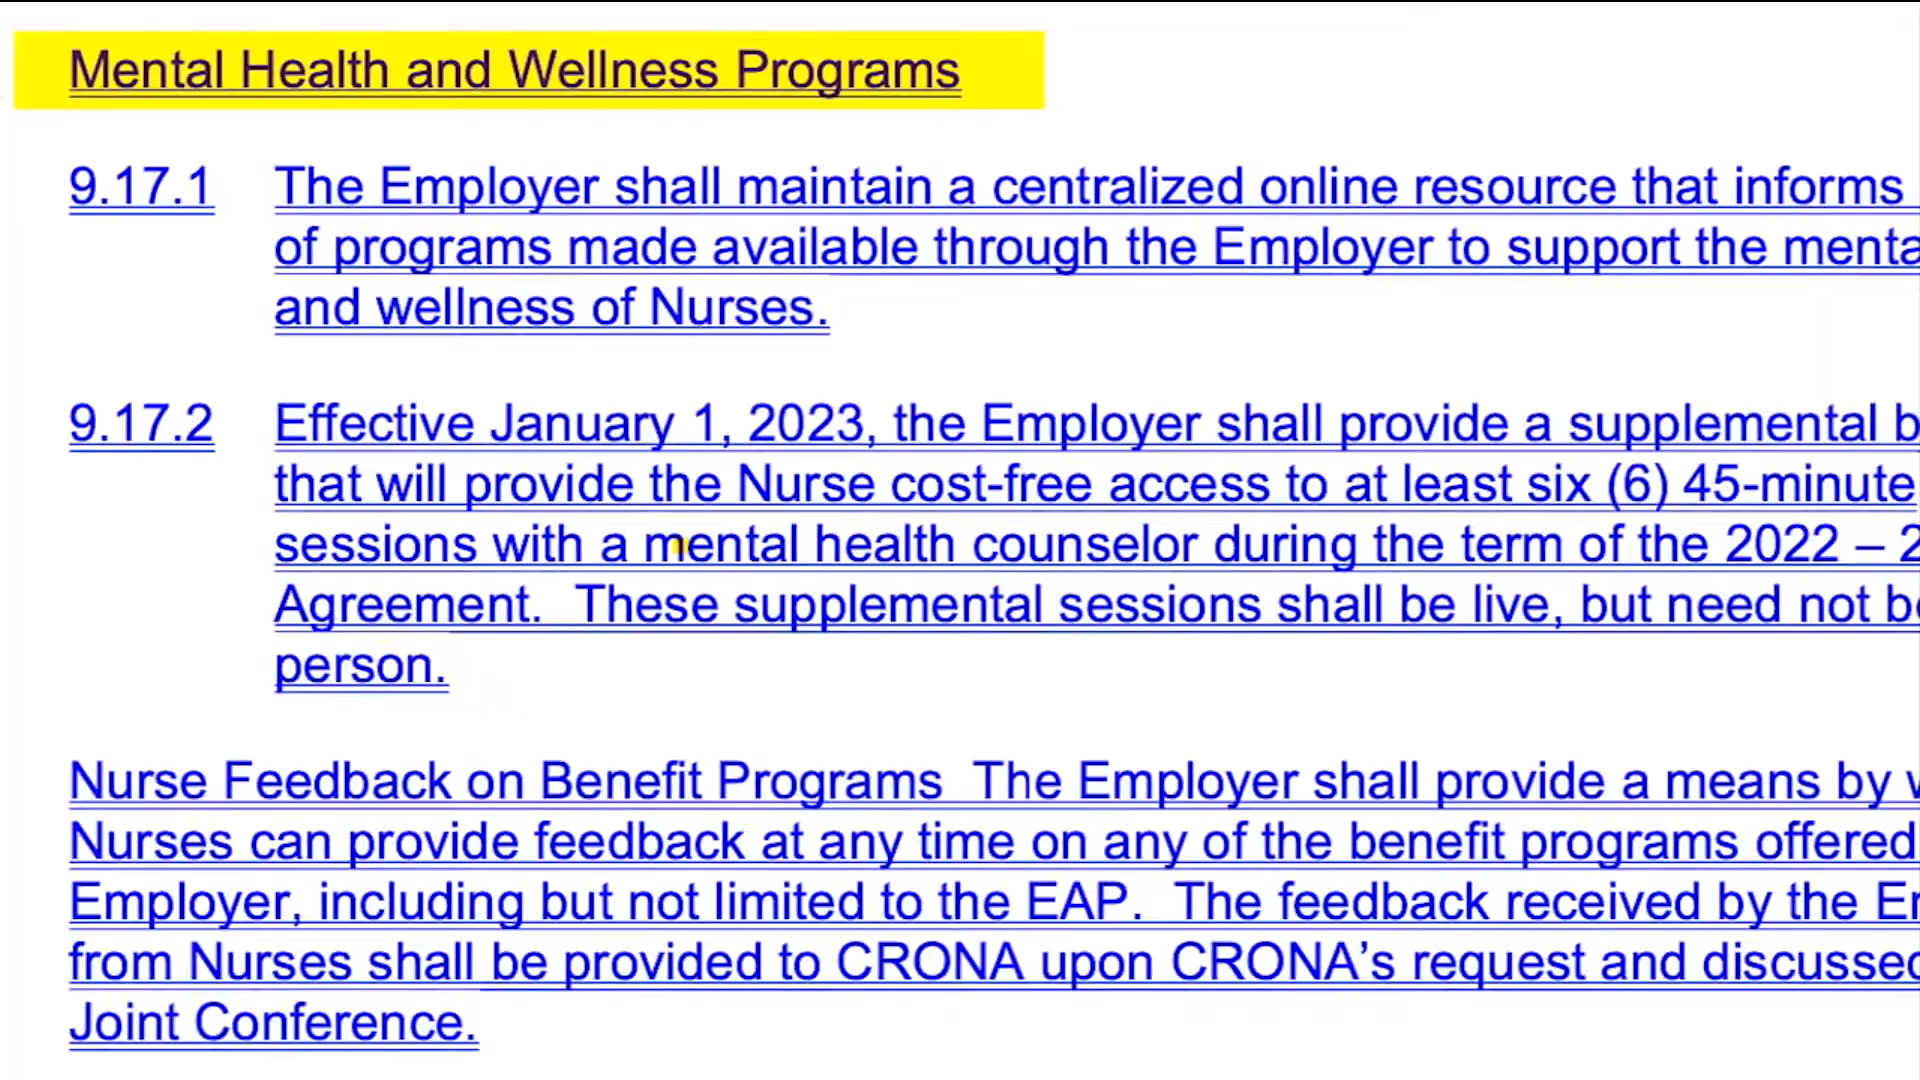 Mental Health and Wellness Programs
9.17.1 The Employer shall maintain a centralized online resource that informs
of programs made available through the Employer to support the
and wellness of Nurses.
9.17.2 Effective January 1, 2023, the Employer shall provide a supplemental
that will provide the Nurse cost-free access to at least six (6) 45-minute
sessions with a mental health counselor during the term of the 2022 –
Agreement. These supplemental sessions shall be live, but need not
person.
Nurse Feedback on Benefit Programs The Employer shall provide a means by
Nurses can provide feedback at any time on any of the benefit programs offered
Employer, including but not limited to the EAP. The feedback received by the
from Nurses shall be provided to CRONA upon CRONA’s request and discussed
Joint Conference.